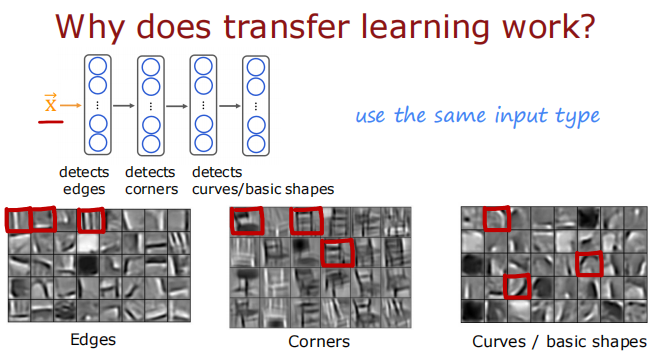 Why does transfer learning work?
x
use the same input type
detects
edges
detects
corners
detects
curves/basic shapes
Edges
Corners
Curves / basic shapes